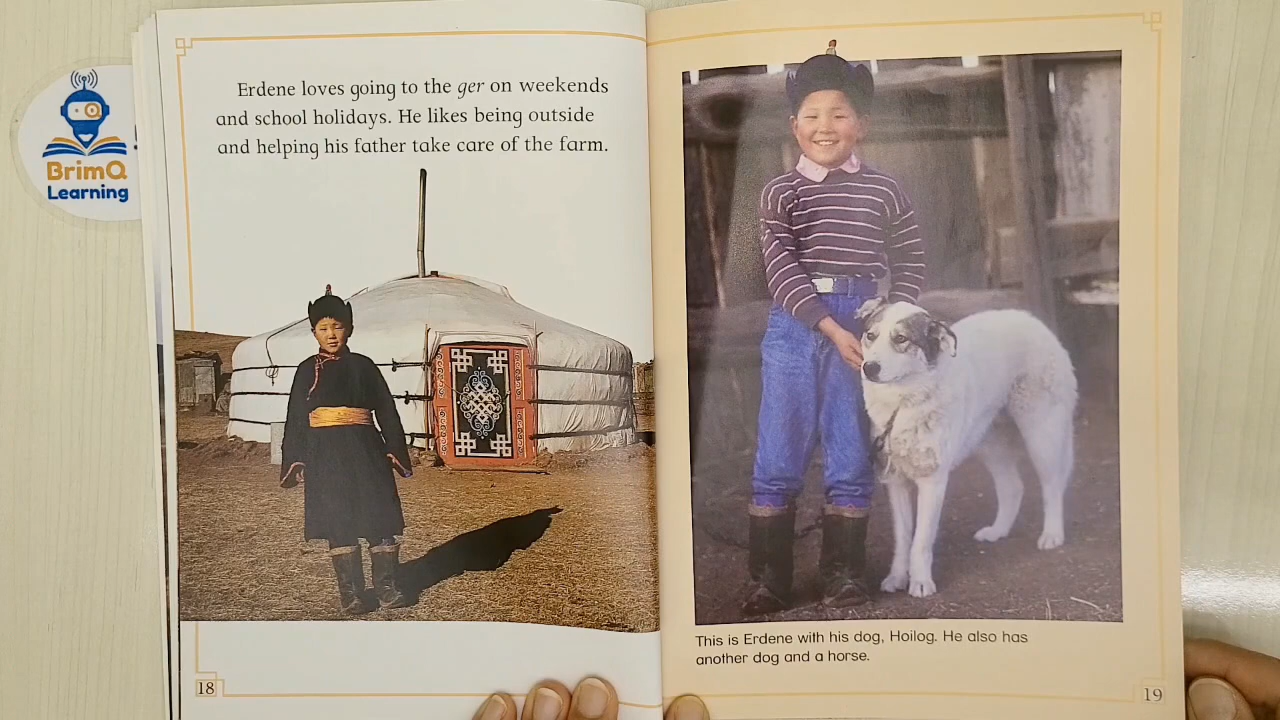 BrimQ
Learning
Erdene loves going to the ger on weekends
and school holidays. He likes being outside
and helping his father take care of the farm.
18
19
This is Erdene with his dog, Hoilog. He also has
another dog and a horse.